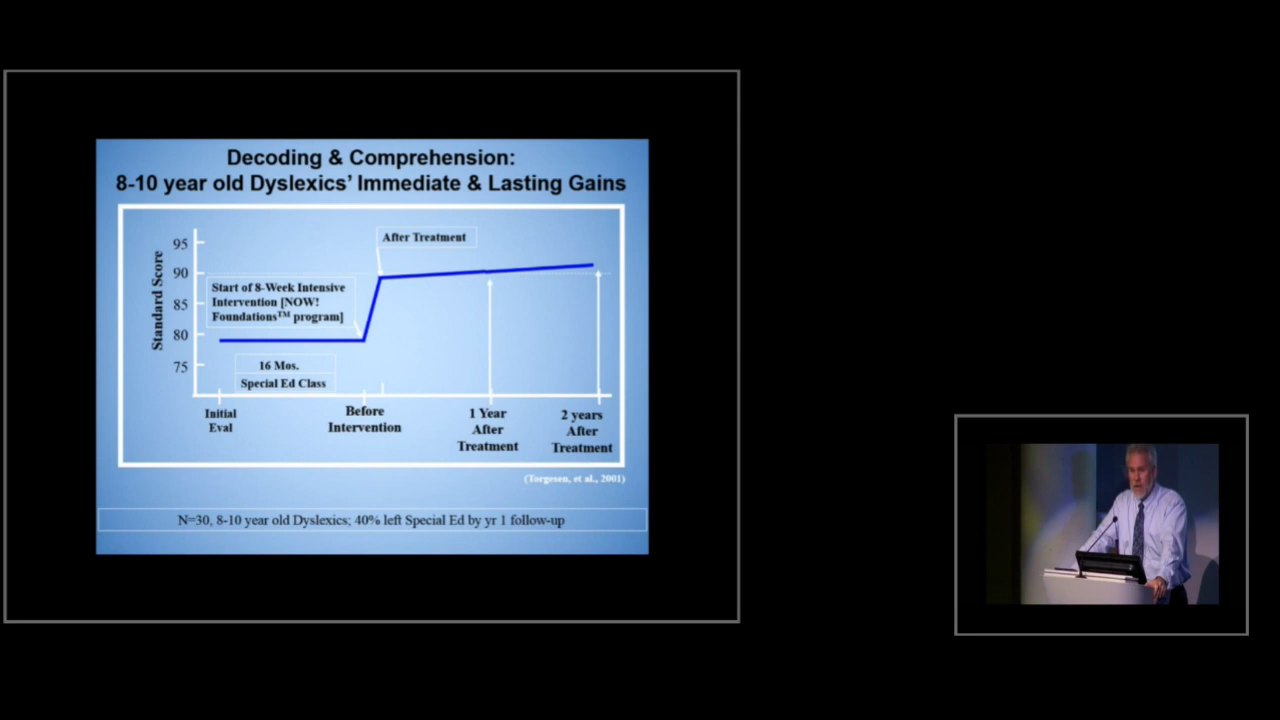 Decoding & Comprehension:
8-10 year old Dyslexics’ Immediate & Lasting Gains
After Treatment
95
90
85
80
75
Standard Score
Start of 8-Week Intensive
Intervention [NOW!
Foundations™ program]
16 Mos.
Special Ed Class
Initial
Eval
Before
Intervention
1 Year
After
Treatment
2 years
After
Treatment
(Torgesen, et al., 2001)
N=30, 8-10 year old Dyslexics; 40% left Special Ed by yr 1 follow-up